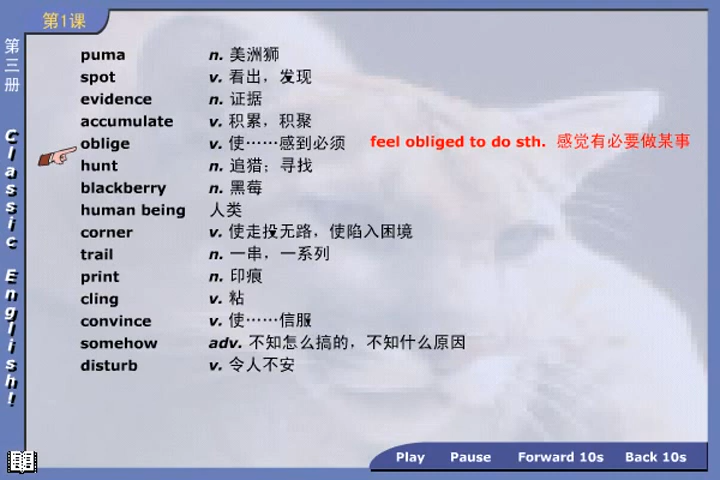 第1课
第三册
Classic English!
puma n. 美洲狮
spot v. 看出，发现
evidence n. 证据
accumulate v. 积累，积聚
oblige v. 使……感到必须 feel obliged to do sth. 感觉有必要做某事
hunt n. 追猎；寻找
blackberry n. 黑莓
human being 人类
corner v. 使走投无路，使陷入困境
trail n. 一串，一系列
print n. 印痕
cling v. 粘
convince v. 使……信服
somehow adv. 不知怎么搞的，不知什么原因
disturb v. 令人不安
Play Pause Forward 10s Back 10s